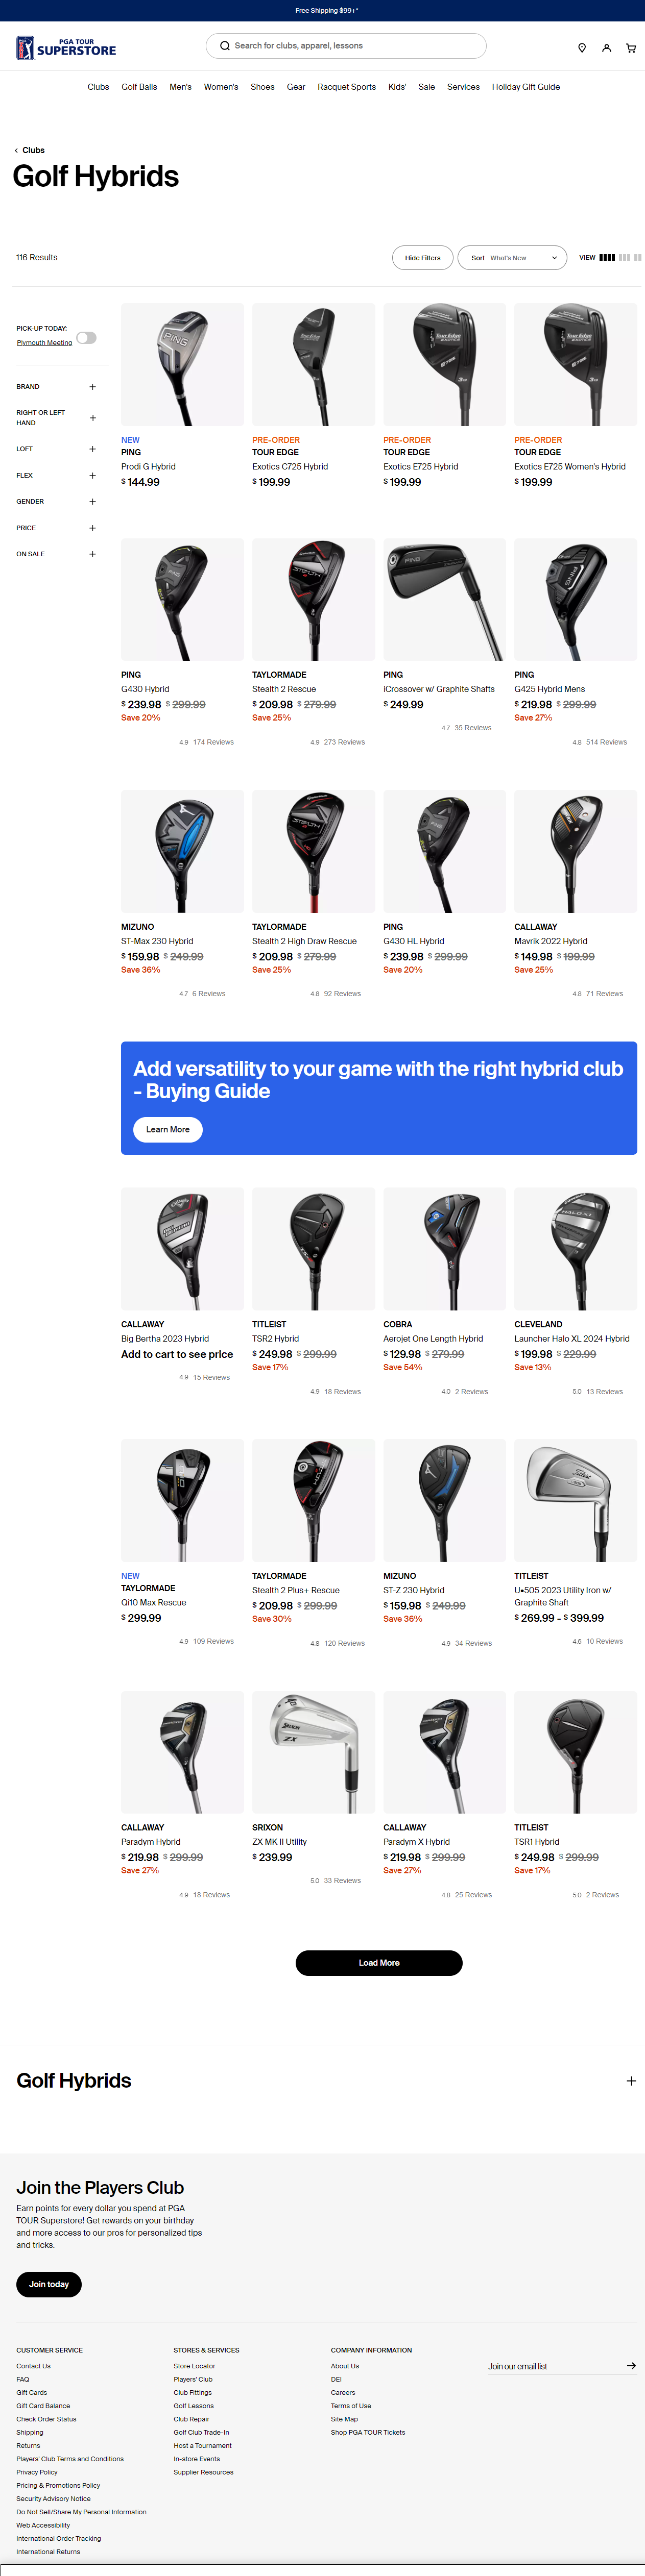 Free Shipping $99+*
PGA TOUR
SUPERSTORE
Search for clubs, apparel, lessons
Clubs Golf Balls Men's Women's Shoes Gear Racquet Sports Kids' Sale Services Holiday Gift Guide
Clubs
Golf Hybrids
116 Results
Hide Filters
Sort What's New
VIEW
PICK-UP TODAY:
Plymouth Meeting
BRAND
RIGHT OR LEFT
HAND
LOFT
FLEX
GENDER
PRICE
ON SALE
NEW
PING
Prodi G Hybrid
$ 144.99
PRE-ORDER
TOUR EDGE
Exotics C725 Hybrid
$ 199.99
PRE-ORDER
TOUR EDGE
Exotics E725 Hybrid
$ 199.99
PRE-ORDER
TOUR EDGE
Exotics E725 Women's Hybrid
$ 199.99
PING
G430 Hybrid
$ 239.98 $ 299.99
Save 20%
4.9 174 Reviews
TAYLORMADE
Stealth 2 Rescue
$ 209.98 $ 279.99
Save 25%
4.9 273 Reviews
PING
iCrossover w/ Graphite Shafts
$ 249.99
4.7 35 Reviews
PING
G425 Hybrid Mens
$ 219.98 $ 299.99
Save 27%
4.8 514 Reviews
MIZUNO
ST-Max 230 Hybrid
$ 159.98 $ 249.99
Save 36%
4.7 6 Reviews
TAYLORMADE
Stealth 2 High Draw Rescue
$ 209.98 $ 279.99
Save 25%
4.8 92 Reviews
PING
G430 HL Hybrid
$ 239.98 $ 299.99
Save 20%
CALLAWAY
Mavrik 2022 Hybrid
$ 149.98 $ 199.99
Save 25%
4.8 71 Reviews
Add versatility to your game with the right hybrid club
- Buying Guide
Learn More
CALLAWAY
Big Bertha 2023 Hybrid
Add to cart to see price
4.9 15 Reviews
TITLEIST
TSR2 Hybrid
$ 249.98 $ 299.99
Save 17%
4.9 18 Reviews
COBRA
Aerojet One Length Hybrid
$ 129.98 $ 279.99
Save 54%
4.0 2 Reviews
CLEVELAND
Launcher Halo XL 2024 Hybrid
$ 199.98 $ 229.99
Save 13%
5.0 13 Reviews
NEW
TAYLORMADE
Qi10 Max Rescue
$ 299.99
4.9 109 Reviews
TAYLORMADE
Stealth 2 Plus+ Rescue
$ 209.98 $ 299.99
Save 30%
4.8 120 Reviews
MIZUNO
ST-Z 230 Hybrid
$ 159.98 $ 249.99
Save 36%
4.9 34 Reviews
TITLEIST
U•505 2023 Utility Iron w/
Graphite Shaft
$ 269.99 - $ 399.99
4.6 10 Reviews
CALLAWAY
Paradym Hybrid
$ 219.98 $ 299.99
Save 27%
4.9 18 Reviews
SRIXON
ZX MK II Utility
$ 239.99
5.0 33 Reviews
CALLAWAY
Paradym X Hybrid
$ 219.98 $ 299.99
Save 27%
4.8 25 Reviews
TITLEIST
TSR1 Hybrid
$ 249.98 $ 299.99
Save 17%
5.0 2 Reviews
Load More
Golf Hybrids
Join the Players Club
Earn points for every dollar you spend at PGA
TOUR Superstore! Get rewards on your birthday
and more access to our pros for personalized tips
and tricks.
Join today
CUSTOMER SERVICE
Contact Us
FAQ
Gift Cards
Gift Card Balance
Check Order Status
Shipping
Returns
Players' Club Terms and Conditions
Privacy Policy
Pricing & Promotions Policy
Security Advisory Notice
Do Not Sell/Share My Personal Information
Web Accessibility
International Order Tracking
International Returns
STORES & SERVICES
Store Locator
Players' Club
Club Fittings
Golf Lessons
Club Repair
Golf Club Trade-In
Host a Tournament
In-store Events
Supplier Resources
COMPANY INFORMATION
About Us
DEI
Careers
Terms of Use
Site Map
Shop PGA TOUR Tickets
Join our email list